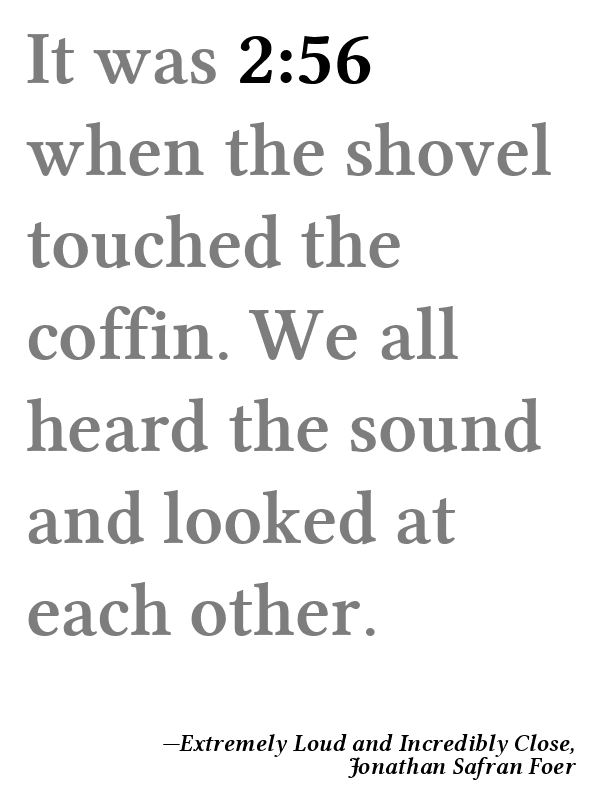 It was 2:56
when the shovel
touched the
coffin. We all
heard the sound
and looked at
each other.
—Extremely Loud and Incredibly Close,
Jonathan Safran Foer